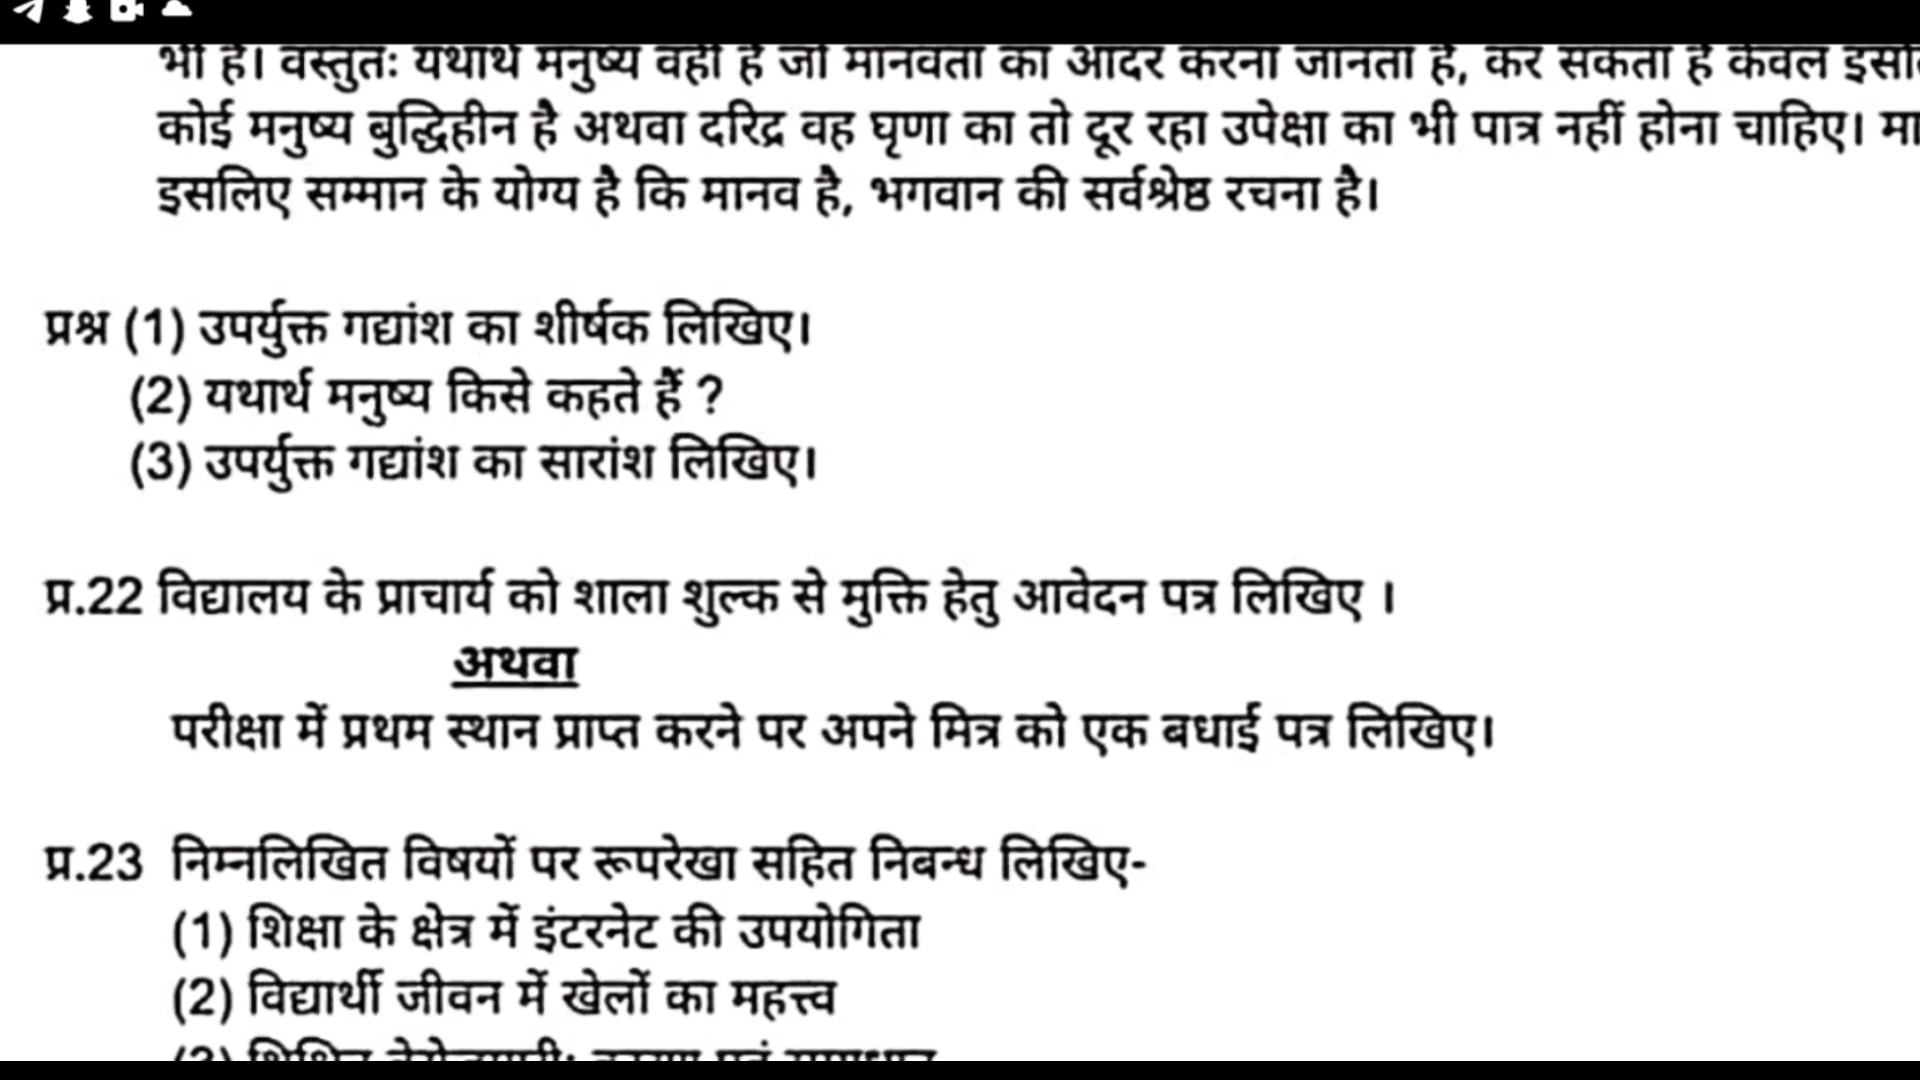 भी है। वस्तुतः यथार्थ मनुष्य वही है जो मानवता का आदर करना जानता है, कर सकता है केवल
कोई मनुष्य बुद्धिहीन है अथवा दरिद्र वह घृणा का तो दूर रहा उपेक्षा का भी पात्र नहीं होना चाहिए।
इसलिए सम्मान के योग्य है कि मानव है, भगवान की सर्वश्रेष्ठ रचना है।
प्रश्न (1) उपर्युक्त गद्यांश का शीर्षक लिखिए।
(2) यथार्थ मनुष्य किसे कहते हैं ?
(3) उपर्युक्त गद्यांश का सारांश लिखिए।
प्र.22 विद्यालय के प्राचार्य को शाला शुल्क से मुक्ति हेतु आवेदन पत्र लिखिए ।
अथवा
परीक्षा में प्रथम स्थान प्राप्त करने पर अपने मित्र को एक बधाई पत्र लिखिए।
प्र.23 निम्नलिखित विषयों पर रूपरेखा सहित निबन्ध लिखिए-
(1) शिक्षा के क्षेत्र में इंटरनेट की उपयोगिता
(2) विद्यार्थी जीवन में खेलों का महत्त्व